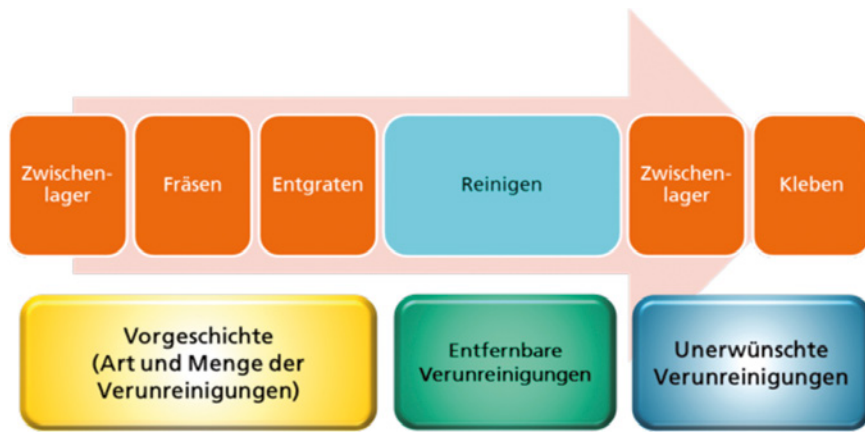 Zwischen-
lager
Fräsen
Entgraten
Reinigen
Zwischen-
lager
Kleben
Vorgeschichte
(Art und Menge der
Verunreinigungen)
Entfernbare
Verunreinigungen
Unerwünschte
Verunreinigungen